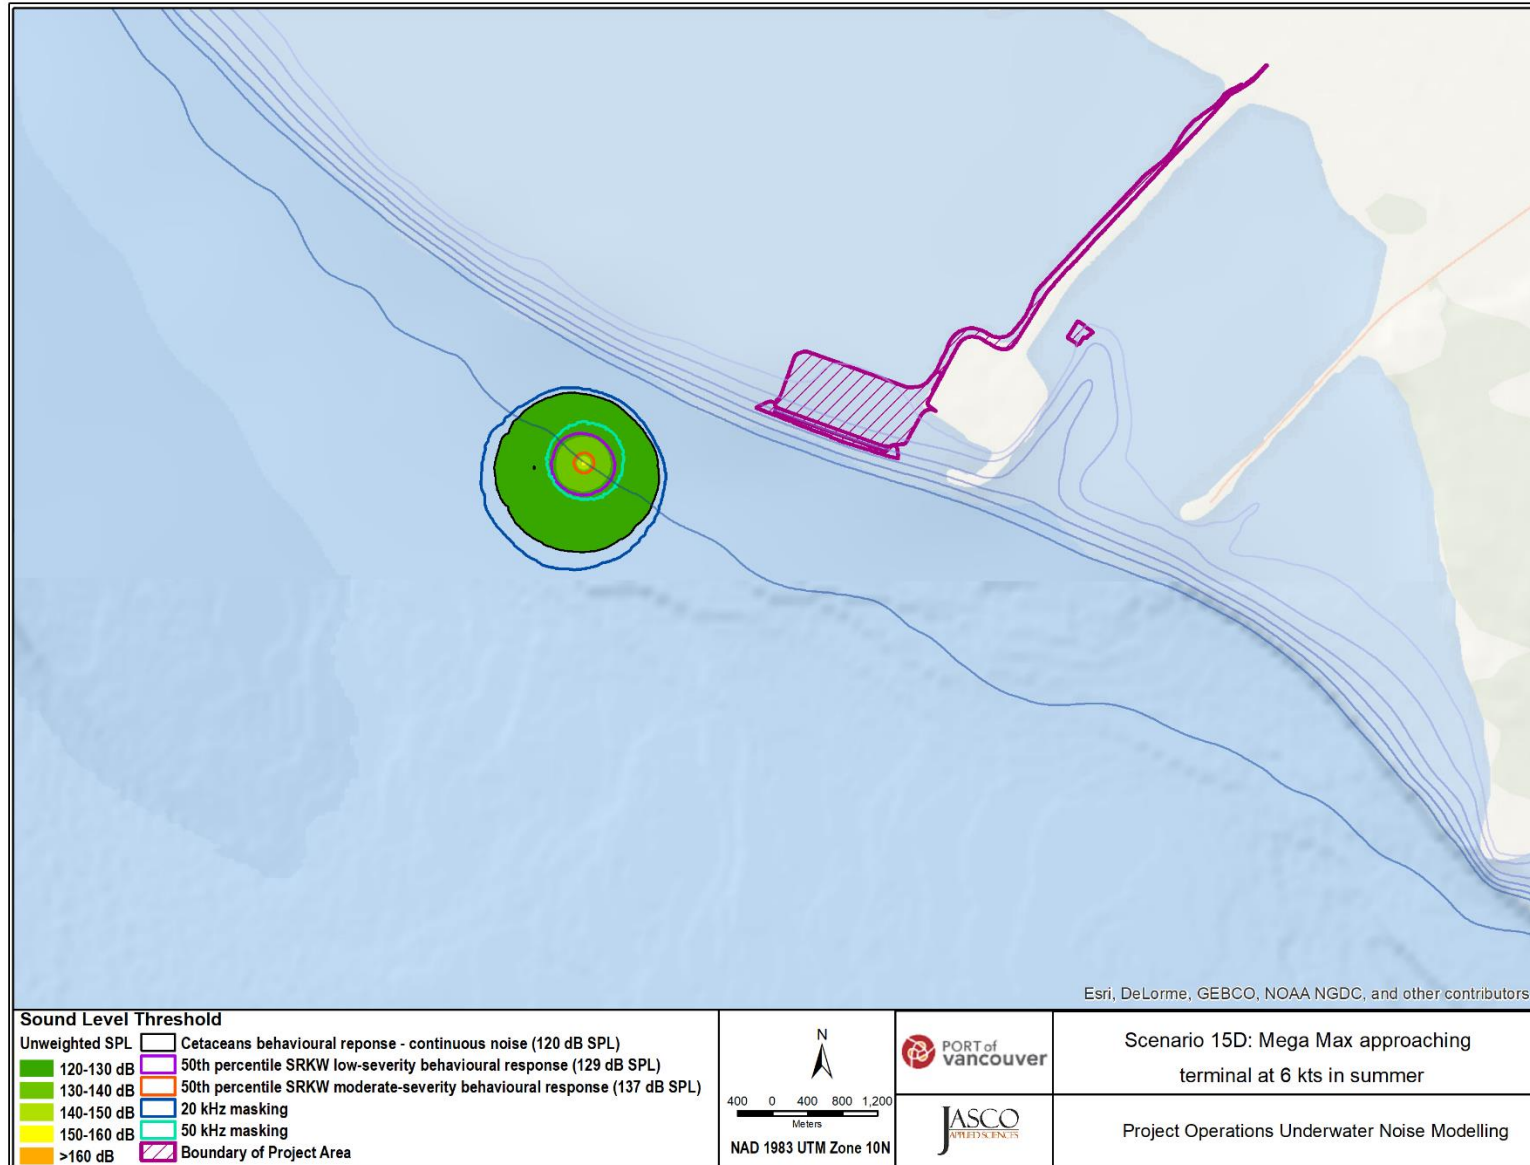 Esri, DeLorme, GEBCO, NOAA NGDC, and other contributors
Sound Level Threshold
Unweighted SPL
120-130 dB
130-140 dB
140-150 dB
150-160 dB
>160 dB
Cetaceans behavioural reponse - continuous noise (120 dB SPL)
50th percentile SRKW low-severity behavioural response (129 dB SPL)
50th percentile SRKW moderate-severity behavioural response (137 dB SPL)
20 kHz masking
50 kHz masking
Boundary of Project Area
N
400 0 400 800 1,200
Meters
NAD 1983 UTM Zone 10N
PORT of
vancouver
JASCO
APPLIED SCIENCES
Scenario 15D: Mega Max approaching
terminal at 6 kts in summer
Project Operations Underwater Noise Modelling